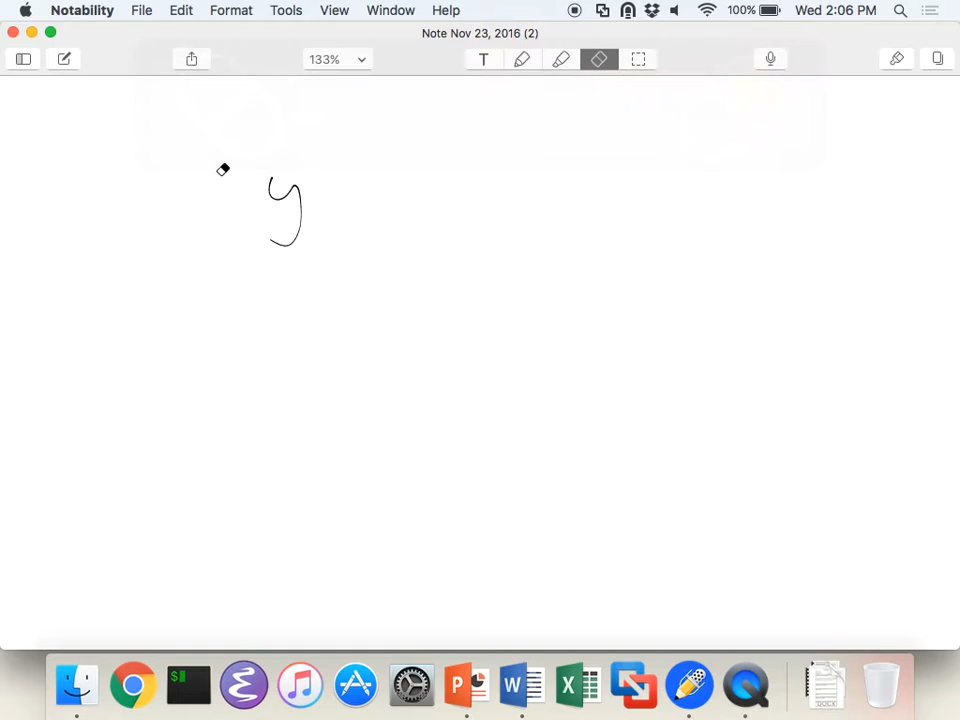 Notability File Edit Format Tools View Window Help 100% Wed 2:06 PM
Note Nov 23, 2016 (2)
133% T
y
$ P W X